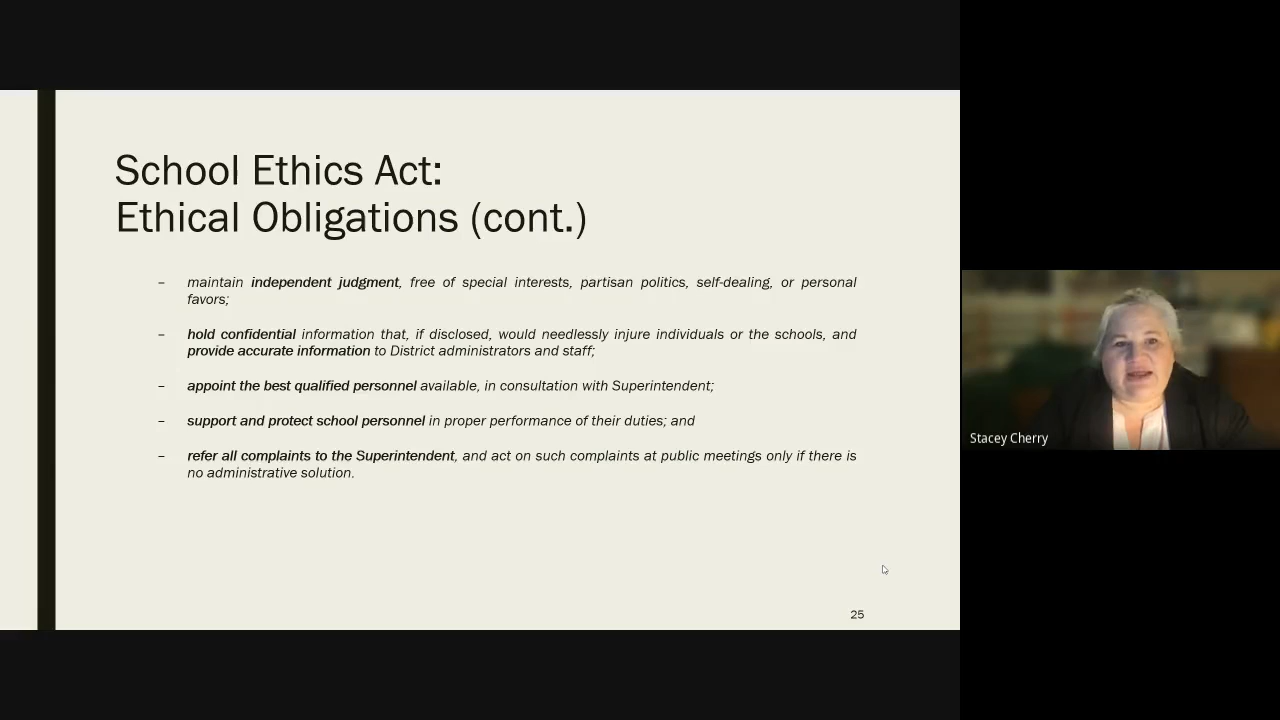 School Ethics Act:
Ethical Obligations (cont.)
– maintain independent judgment, free of special interests, partisan politics, self-dealing, or personal
favors;
– hold confidential information that, if disclosed, would needlessly injure individuals or the schools, and
provide accurate information to District administrators and staff;
– appoint the best qualified personnel available, in consultation with Superintendent;
– support and protect school personnel in proper performance of their duties; and
– refer all complaints to the Superintendent, and act on such complaints at public meetings only if there is
no administrative solution.
25
Stacey Cherry